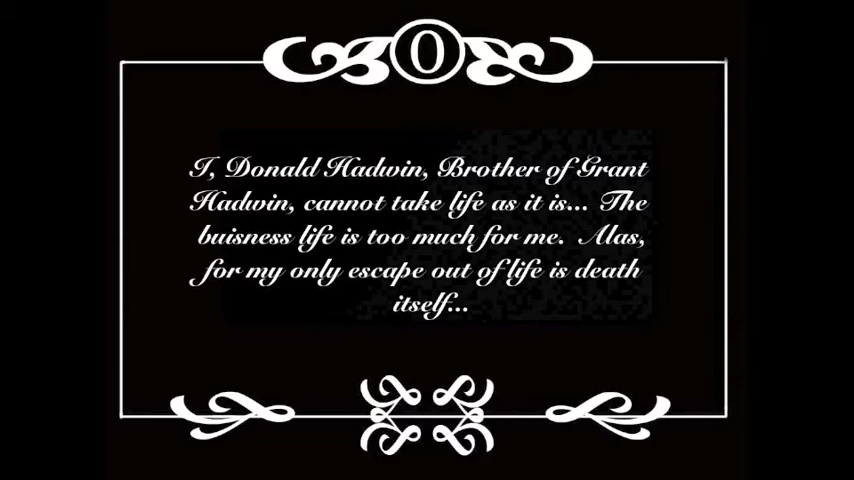 O
I, Donald Hadwin, Brother of Grant
Hadwin, cannot take life as it is... The
buisness life is too much for me.  Alas,
for my only escape out of life is death
itself...